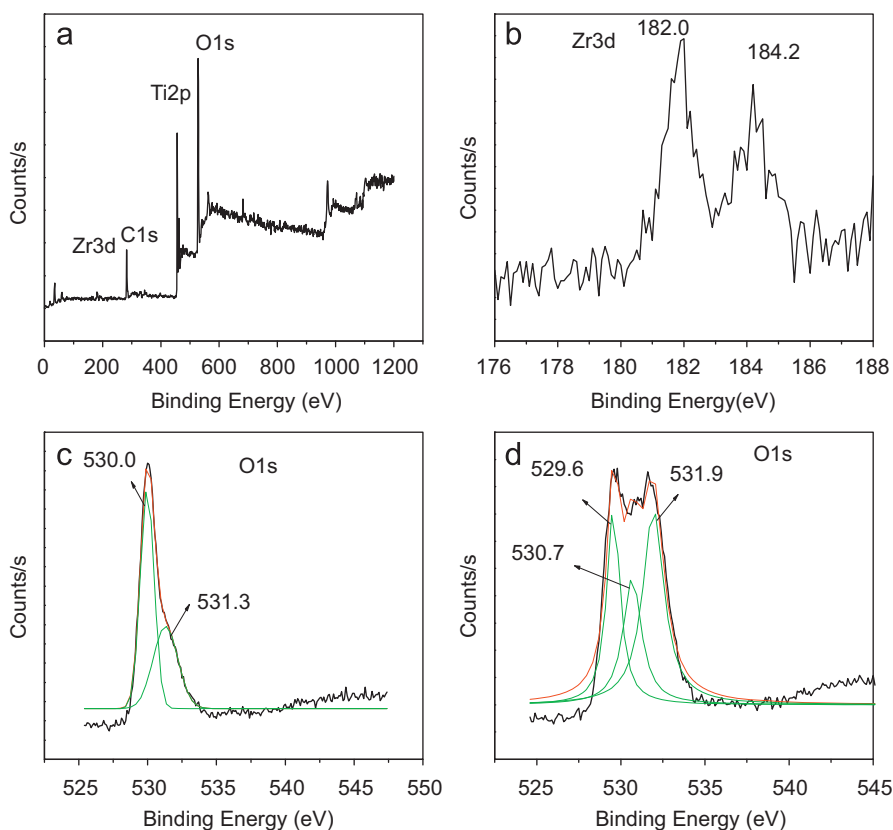 a
O1s
Ti2p
Zr3d
C1s
Counts/s
0 200 400 600 800 1000 1200
Binding Energy (eV)
b
Zr3d
182.0
184.2
Counts/s
176 178 180 182 184 186 188
Binding Energy(eV)
c
O1s
530.0
531.3
Counts/s
525 530 535 540 545 550
Binding Energy (eV)
d
O1s
529.6
531.9
530.7
Counts/s
525 530 535 540 545
Binding Energy (eV)